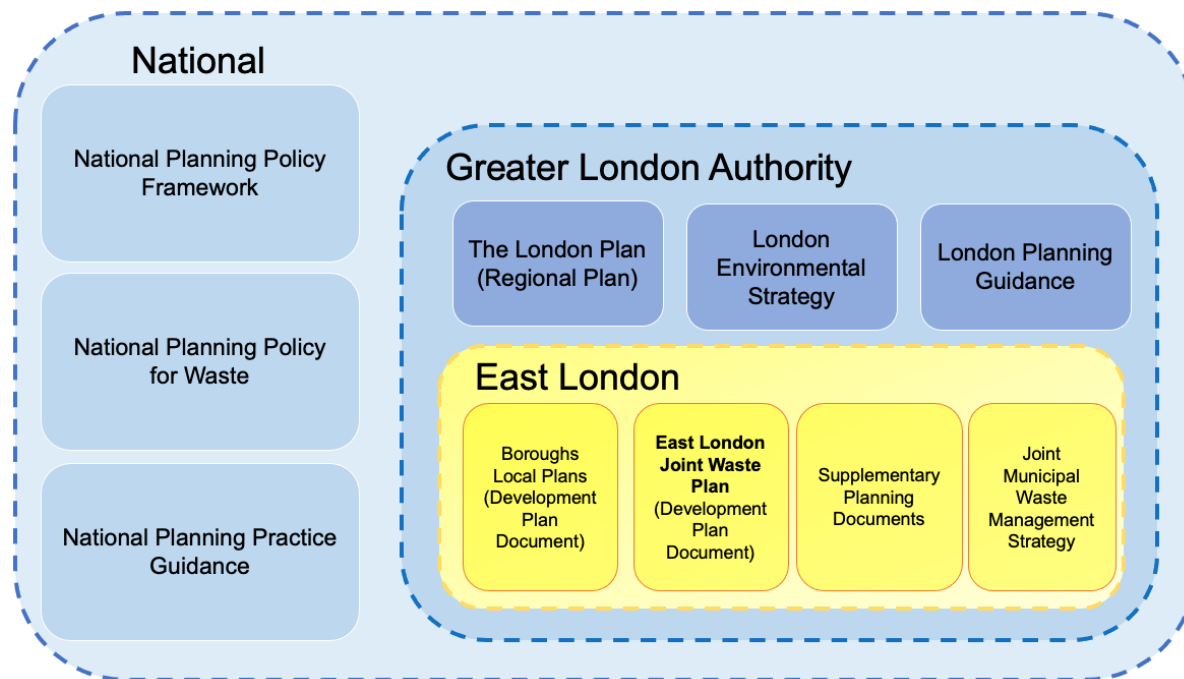 National
National Planning Policy
Framework
National Planning Policy
for Waste
National Planning Practice
Guidance
Greater London Authority
The London Plan
(Regional Plan)
London
Environmental
Strategy
London Planning
Guidance
East London
Boroughs
Local Plans
(Development
Plan
Document)
East London
Joint Waste
Plan
(Development
Plan
Document)
Supplementary
Planning
Documents
Joint
Municipal
Waste
Management
Strategy